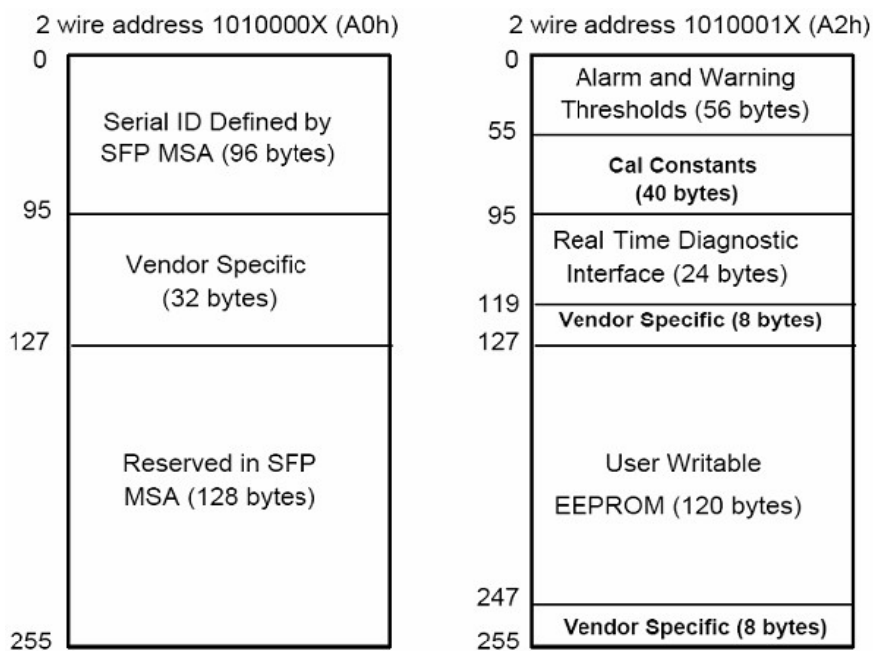 2 wire address 1010000X (A0h)
0
Serial ID Defined by
SFP MSA (96 bytes)
95
Vendor Specific
(32 bytes)
127
Reserved in SFP
MSA (128 bytes)
255
2 wire address 1010001X (A2h)
0
Alarm and Warning
Thresholds (56 bytes)
55
Cal Constants
(40 bytes)
95
Real Time Diagnostic
Interface (24 bytes)
119
Vendor Specific (8 bytes)
127
User Writable
EEPROM (120 bytes)
247
Vendor Specific (8 bytes)
255